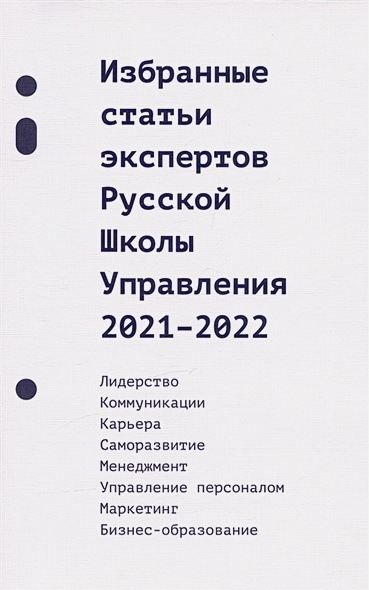 Избранные
статьи
экспертов
Русской
Школы
Управления
2021–2022
Лидерство
Коммуникации
Карьера
Саморазвитие
Менеджмент
Управление персоналом
Маркетинг
Бизнес-образование